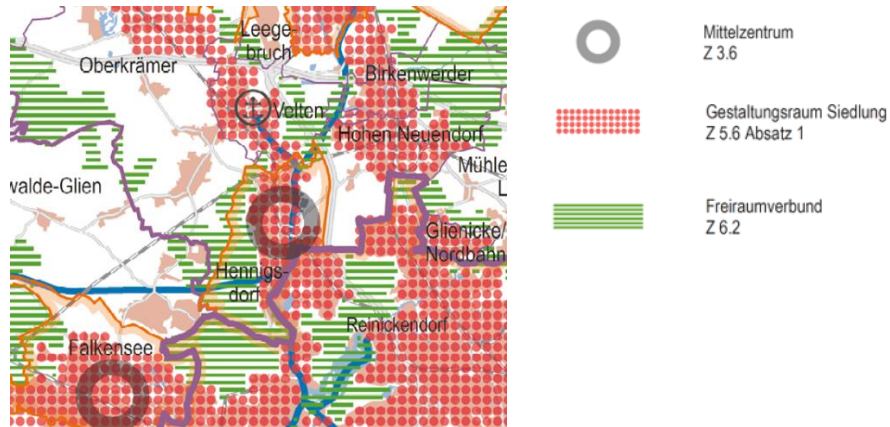 Leege-
bruch
Oberkrämer
Birkenwerder
Velten
Hohen Neuendorf
Mühle
L
walde-Glien
Glienicke/
Nordbahn
Hennigs-
dorf
Reinickendorf
Falkensee
Mittelzentrum
Z 3.6
Gestaltungsraum Siedlung
Z 5.6 Absatz 1
Freiraumverbund
Z 6.2